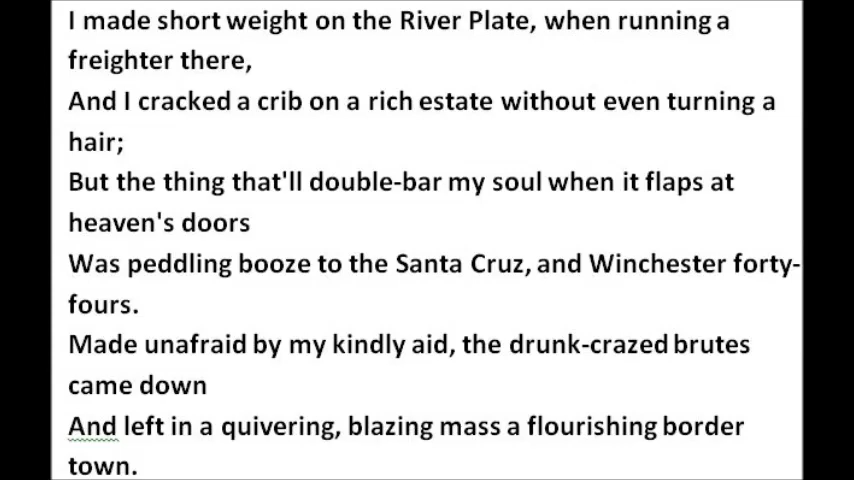 I made short weight on the River Plate, when running a
freighter there,
And I cracked a crib on a rich estate without even turning a
hair;
But the thing that'll double-bar my soul when it flaps at
heaven's doors
Was peddling booze to the Santa Cruz, and Winchester forty-
fours.
Made unafraid by my kindly aid, the drunk-crazed brutes
came down
And left in a quivering, blazing mass a flourishing border
town.